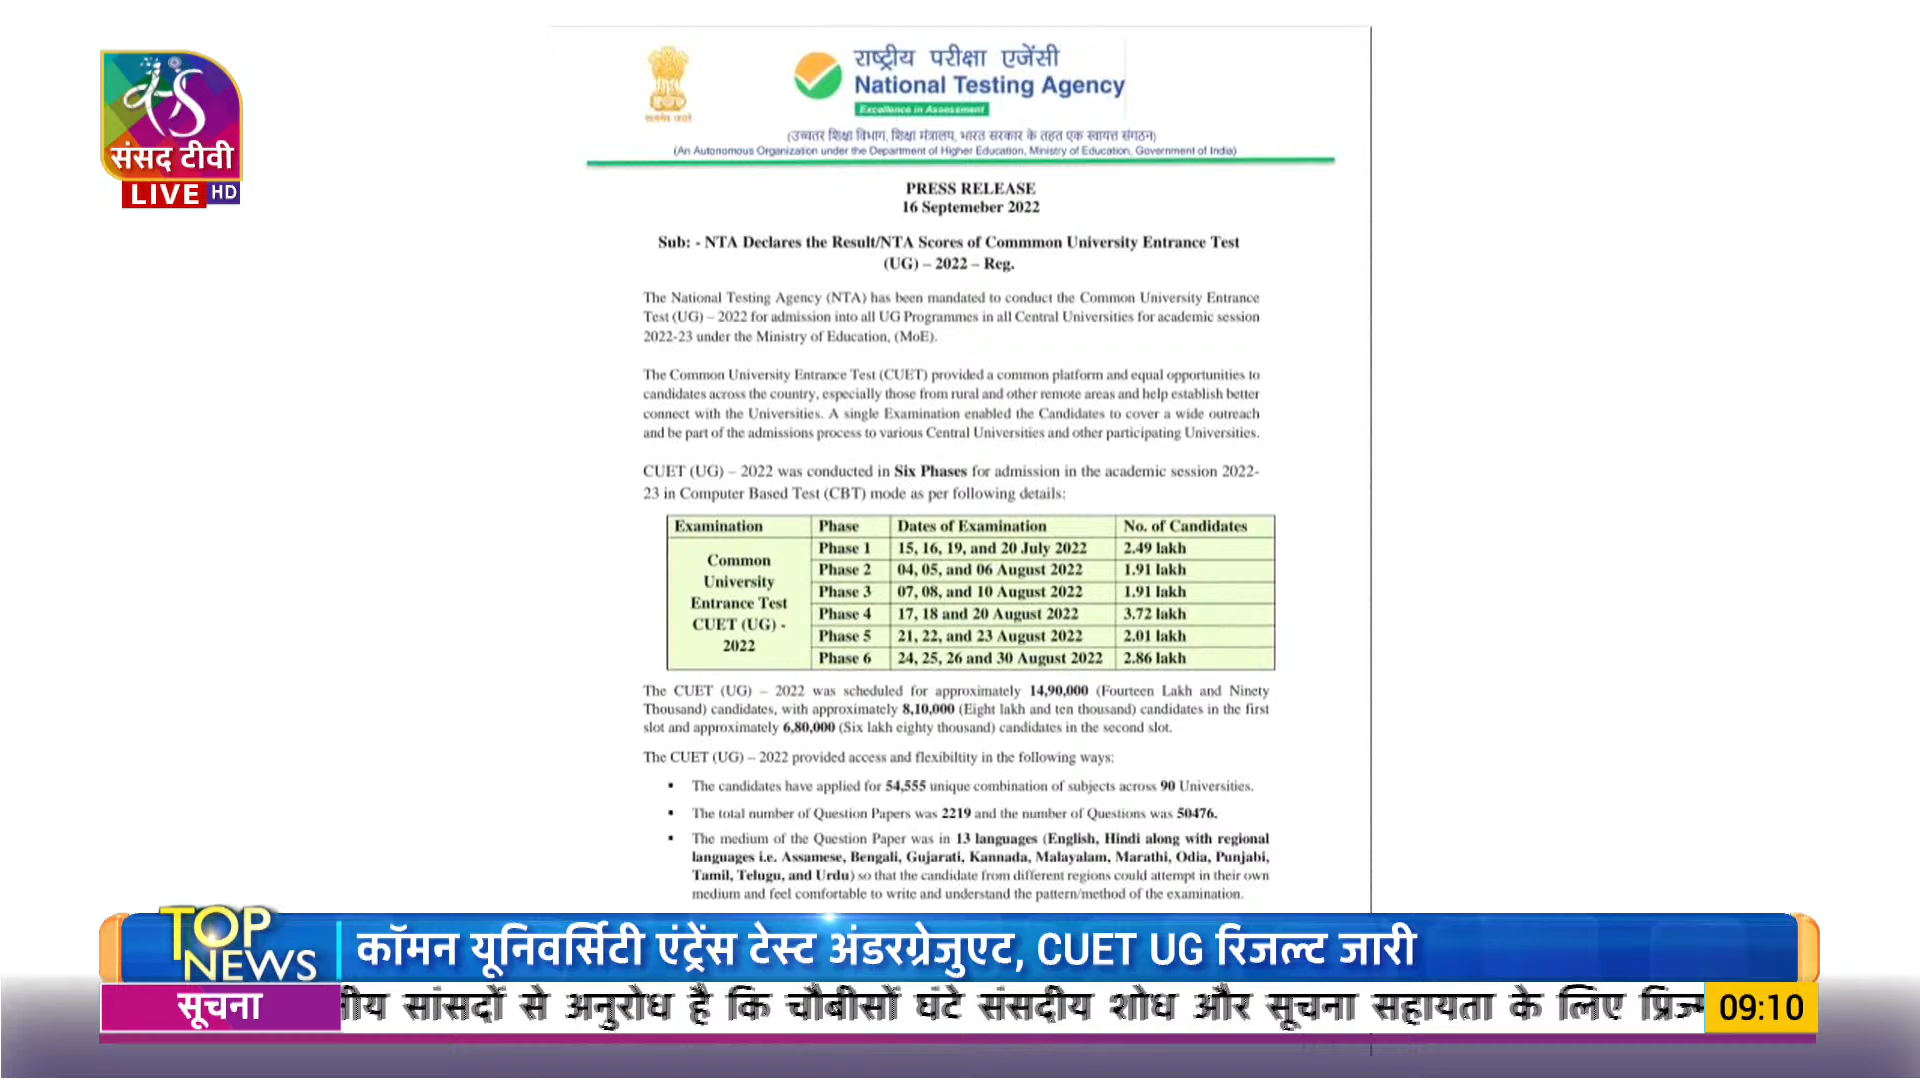 संसद टीवी
LIVE HD
सत्यमेव जयते
राष्ट्रीय परीक्षा एजेंसी
National Testing Agency
Excellence in Assessment
(उच्चतर शिक्षा विभाग, शिक्षा मंत्रालय, भारत सरकार के तहत एक स्वायत्त संगठन)
(An Autonomous Organization under the Department of Higher Education, Ministry of Education, Government of India)
PRESS RELEASE
16 Septemeber 2022
Sub: - NTA Declares the Result/NTA Scores of Commmon University Entrance Test
(UG) – 2022 – Reg.
The National Testing Agency (NTA) has been mandated to conduct the Common University Entrance
Test (UG) – 2022 for admission into all UG Programmes in all Central Universities for academic session
2022-23 under the Ministry of Education, (MoE).
The Common University Entrance Test (CUET) provided a common platform and equal opportunities to
candidates across the country, especially those from rural and other remote areas and help establish better
connect with the Universities. A single Examination enabled the Candidates to cover a wide outreach
and be part of the admissions process to various Central Universities and other participating Universities.
CUET (UG) – 2022 was conducted in Six Phases for admission in the academic session 2022-
23 in Computer Based Test (CBT) mode as per following details:
Examination Phase Dates of Examination No. of Candidates
Common
University
Entrance Test
CUET (UG) -
2022
Phase 1 15, 16, 19, and 20 July 2022 2.49 lakh
Phase 2 04, 05, and 06 August 2022 1.91 lakh
Phase 3 07, 08, and 10 August 2022 1.91 lakh
Phase 4 17, 18 and 20 August 2022 3.72 lakh
Phase 5 21, 22, and 23 August 2022 2.01 lakh
Phase 6 24, 25, 26 and 30 August 2022 2.86 lakh
The CUET (UG) – 2022 was scheduled for approximately 14,90,000 (Fourteen Lakh and Ninety
Thousand) candidates, with approximately 8,10,000 (Eight lakh and ten thousand) candidates in the first
slot and approximately 6,80,000 (Six lakh eighty thousand) candidates in the second slot.
The CUET (UG) – 2022 provided access and flexibiltity in the following ways:
▪ The candidates have applied for 54,555 unique combination of subjects across 90 Universities.
▪ The total number of Question Papers was 2219 and the number of Questions was 50476.
▪ The medium of the Question Paper was in 13 languages (English, Hindi along with regional
languages i.e. Assamese, Bengali, Gujarati, Kannada, Malayalam, Marathi, Odia, Punjabi,
Tamil, Telugu, and Urdu) so that the candidate from different regions could attempt in their own
medium and feel comfortable to write and understand the pattern/method of the examination.
TOP
NEWS
कॉमन यूनिवर्सिटी एंट्रेंस टेस्ट अंडरग्रेजुएट, CUET UG रिजल्ट जारी
सूचना
सांसदों से अनुरोध है कि चौबीसों घंटे संसदीय शोध और सूचना सहायता के लिए
09:10